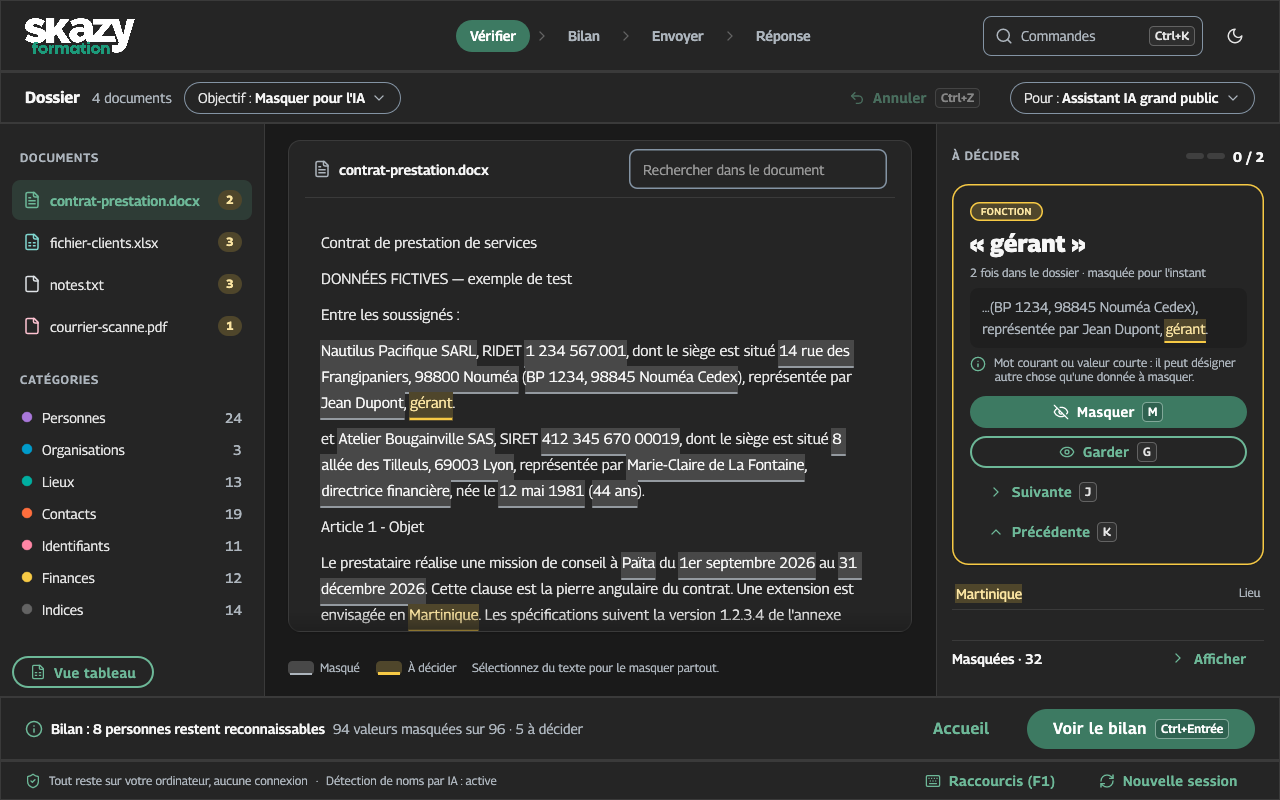 skazy
formation
Vérifier
Bilan
Envoyer
Réponse
Commandes
Ctrl+K
Dossier
4 documents
Objectif : Masquer pour l'IA
Annuler
Ctrl+Z
Pour : Assistant IA grand public
DOCUMENTS
contrat-prestation.docx
2
fichier-clients.xlsx
3
notes.txt
3
courrier-scanne.pdf
1
CATÉGORIES
Personnes
24
Organisations
3
Lieux
13
Contacts
19
Identifiants
11
Finances
12
Indices
14
Vue tableau
contrat-prestation.docx
Rechercher dans le document
Contrat de prestation de services
DONNÉES FICTIVES — exemple de test
Entre les soussignés :
Nautilus Pacifique SARL, RIDET 1 234 567.001, dont le siège est situé 14 rue des
Frangipaniers, 98800 Nouméa (BP 1234, 98845 Nouméa Cedex), représentée par
Jean Dupont, gérant.
et Atelier Bougainville SAS, SIRET 412 345 670 00019, dont le siège est situé 8
allée des Tilleuls, 69003 Lyon, représentée par Marie-Claire de La Fontaine,
directrice financière, née le 12 mai 1981 (44 ans).
Article 1 - Objet
Le prestataire réalise une mission de conseil à Païta du 1er septembre 2026 au 31
décembre 2026. Cette clause est la pierre angulaire du contrat. Une extension est
envisagée en Martinique. Les spécifications suivent la version 1.2.3.4 de l'annexe
Masqué
À décider
Sélectionnez du texte pour le masquer partout.
À DÉCIDER
0 / 2
FONCTION
« gérant »
2 fois dans le dossier · masquée pour l'instant
...(BP 1234, 98845 Nouméa Cedex),
représentée par Jean Dupont, gérant.
Mot courant ou valeur courte : il peut désigner
autre chose qu'une donnée à masquer.
Masquer
M
Garder
G
Suivante
J
Précédente
K
Martinique
Lieu
Masquées · 32
Afficher
Bilan : 8 personnes restent reconnaissables
94 valeurs masquées sur 96 · 5 à décider
Accueil
Voir le bilan
Ctrl+Entrée
Tout reste sur votre ordinateur, aucune connexion · Détection de noms par IA : active
Raccourcis (F1)
Nouvelle session